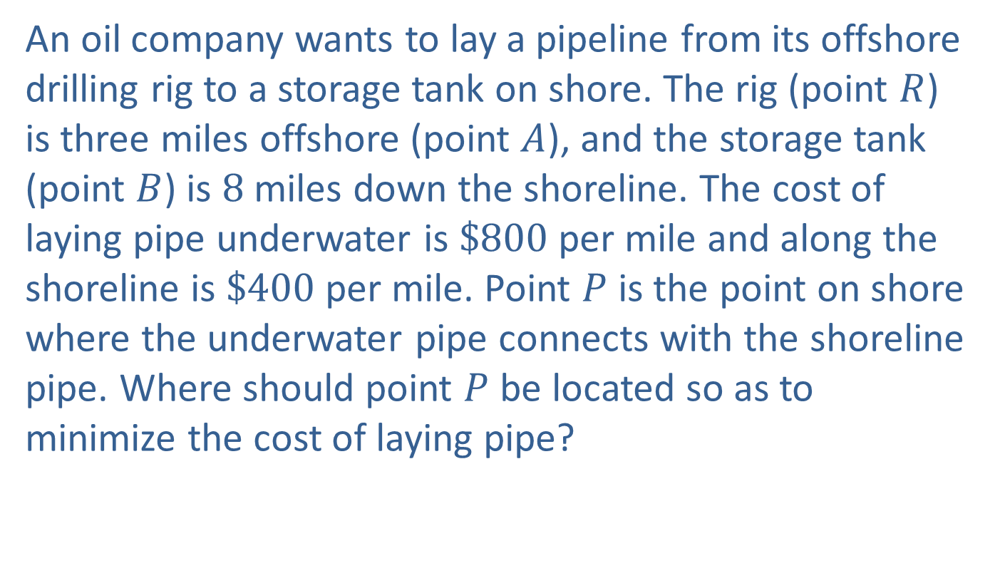 An oil company wants to lay a pipeline from its offshore
drilling rig to a storage tank on shore. The rig (point R)
is three miles offshore (point A), and the storage tank
(point B) is 8 miles down the shoreline. The cost of
laying pipe underwater is $800 per mile and along the
shoreline is $400 per mile. Point P is the point on shore
where the underwater pipe connects with the shoreline
pipe. Where should point P be located so as to
minimize the cost of laying pipe?